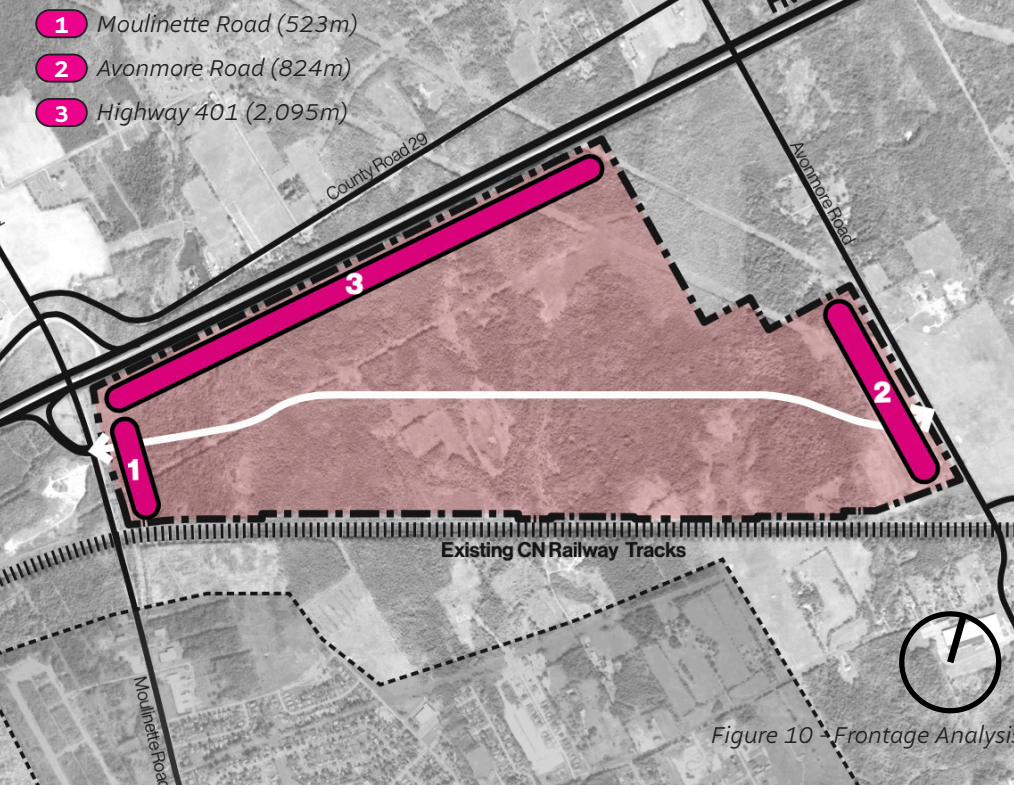 1 Moulinette Road (523m)
2 Avonmore Road (824m)
3 Highway 401 (2,095m)
County Road 29
Avonmore Road
3
2
1
Existing CN Railway Tracks
Moulinette Road
Figure 10 - Frontage Analysis